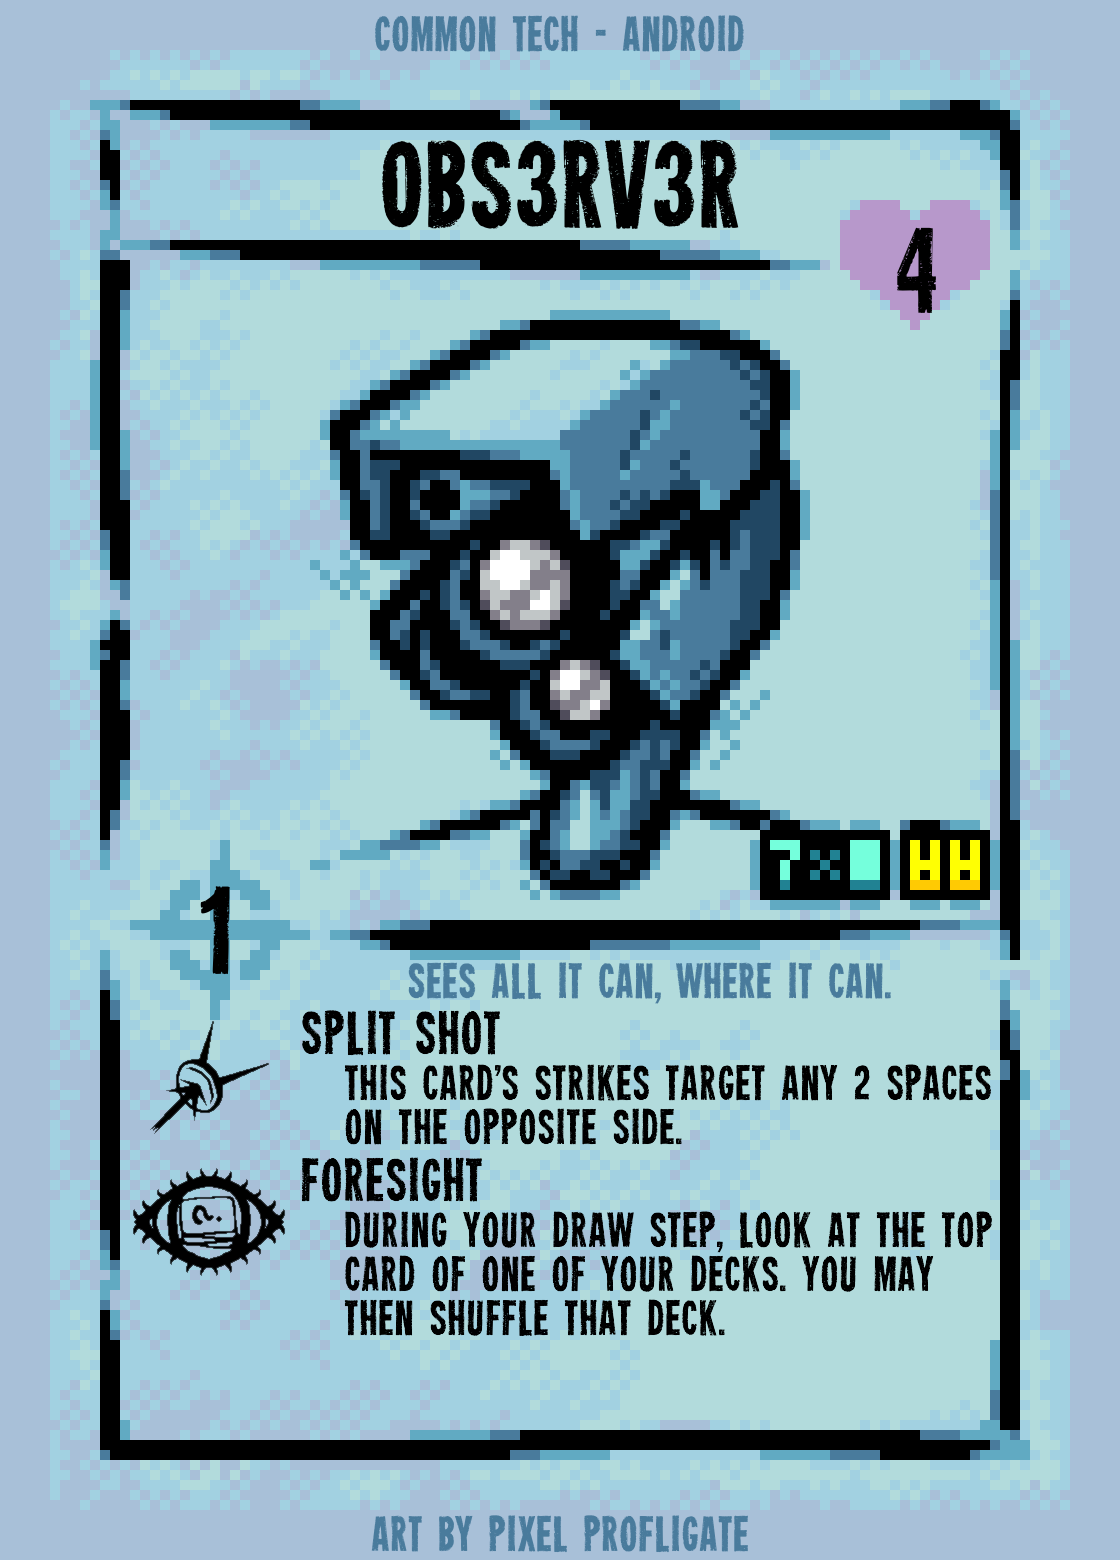 COMMON TECH - ANDROID
OBS3RV3R
4
7×
1
SEES ALL IT CAN, WHERE IT CAN.
SPLIT SHOT
THIS CARD'S STRIKES TARGET ANY 2 SPACES
ON THE OPPOSITE SIDE.
?
FORESIGHT
DURING YOUR DRAW STEP, LOOK AT THE TOP
CARD OF ONE OF YOUR DECKS. YOU MAY
THEN SHUFFLE THAT DECK.
ART BY PIXEL PROFLIGATE